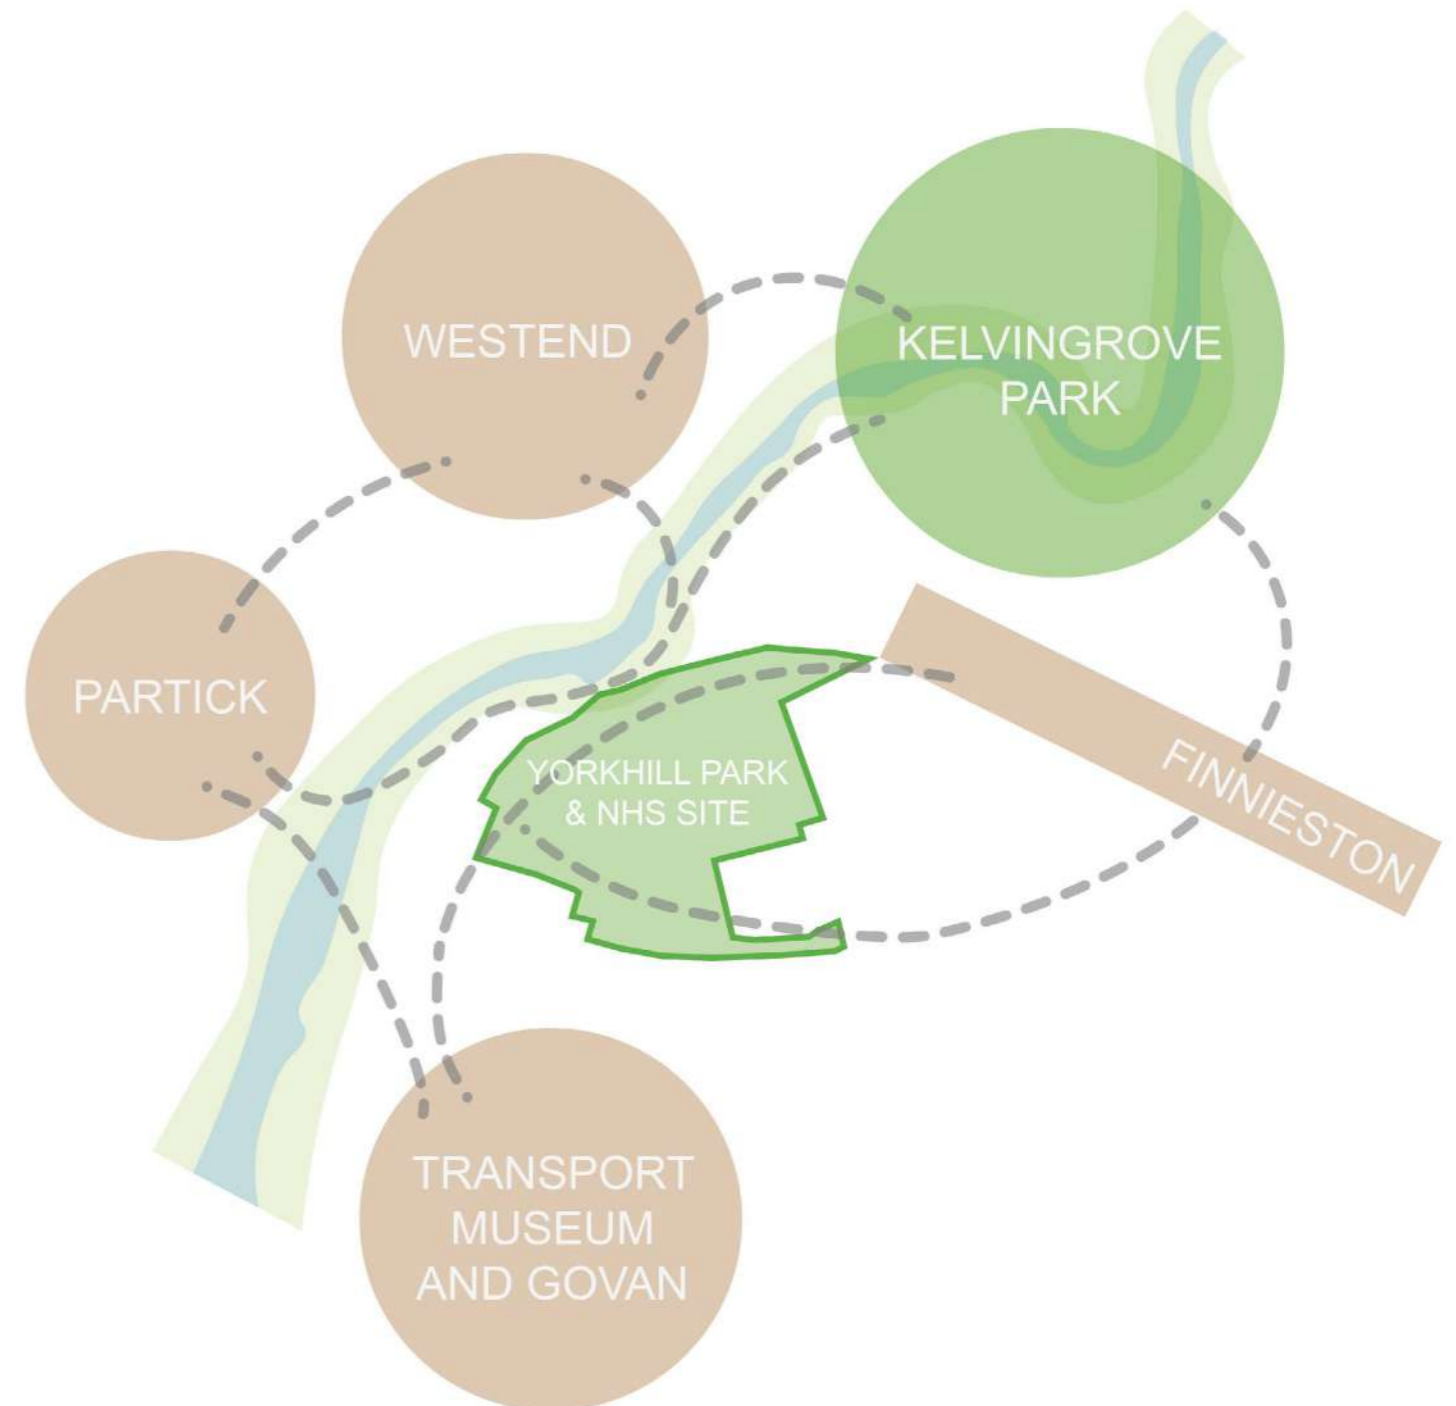 WESTEND
KELVINGROVE
PARK
PARTICK
YORKHILL PARK
& NHS SITE
FINNIESTON
TRANSPORT
MUSEUM
AND GOVAN